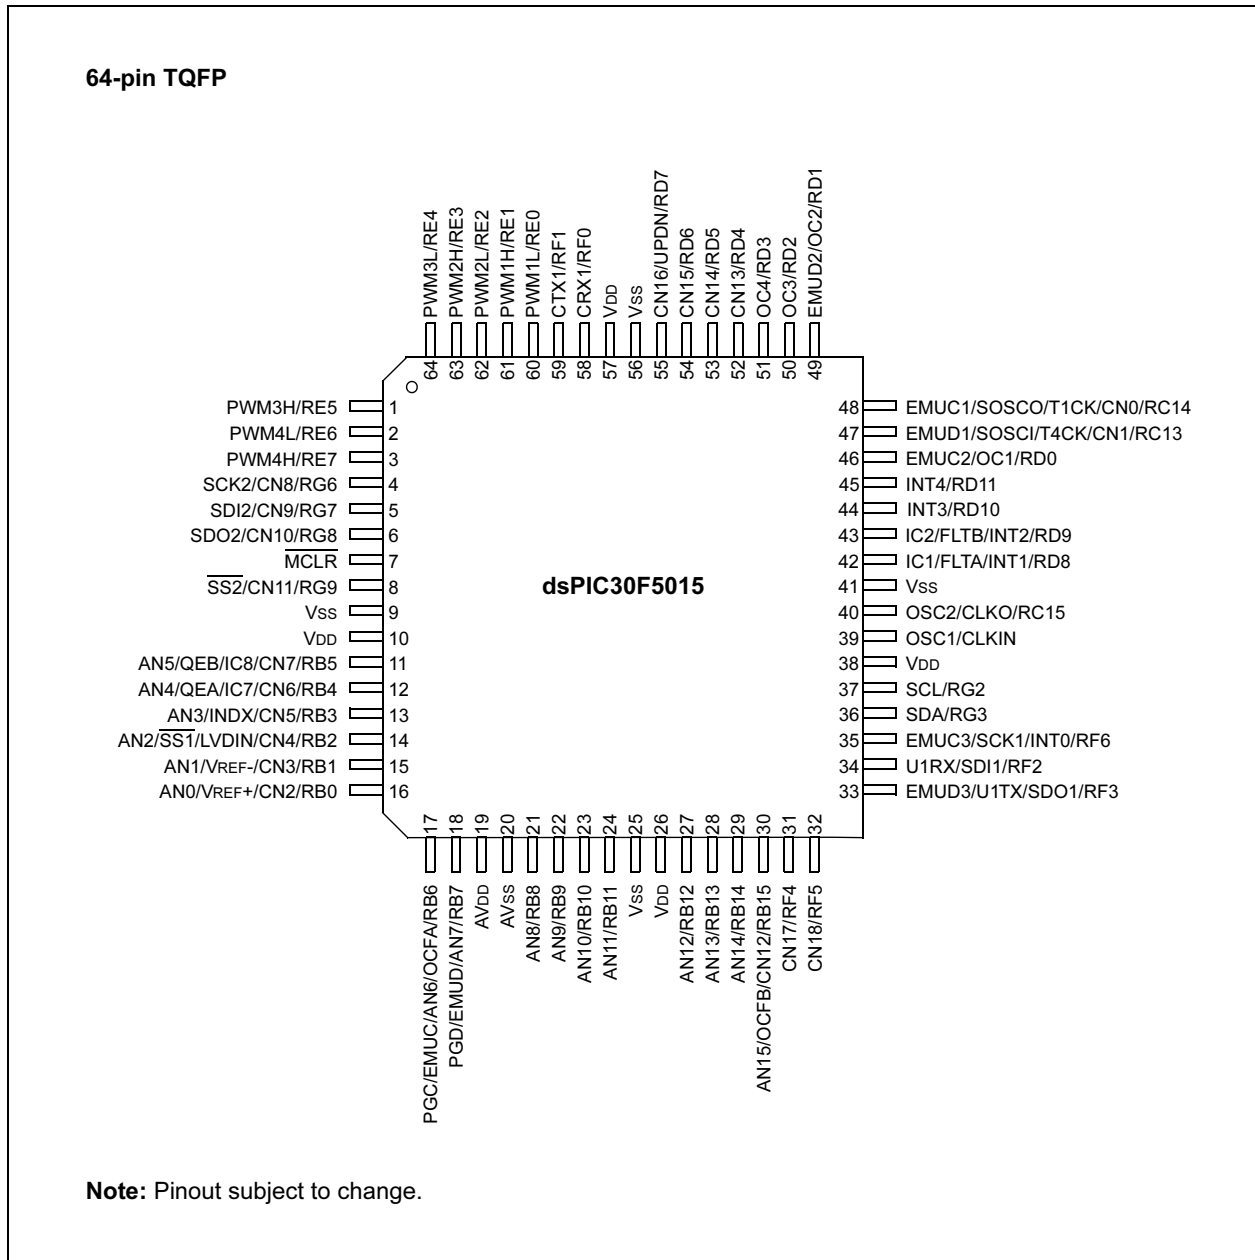 64-pin TQFP
PWM3L/RE4
PWM2H/RE3
PWM2L/RE2
PWM1H/RE1
PWM1L/RE0
CTX1/RF1
CRX1/RF0
VDD
VSS
CN16/UPDN/RD7
CN15/RD6
CN14/RD5
CN13/RD4
OC4/RD3
OC3/RD2
EMUD2/OC2/RD1
64 63 62 61 60 59 58 57 56 55 54 53 52 51 50 49
PWM3H/RE5 1
PWM4L/RE6 2
PWM4H/RE7 3
SCK2/CN8/RG6 4
SDI2/CN9/RG7 5
SDO2/CN10/RG8 6
MCLR 7
SS2/CN11/RG9 8
VSS 9
VDD 10
AN5/QEB/IC8/CN7/RB5 11
AN4/QEA/IC7/CN6/RB4 12
AN3/INDX/CN5/RB3 13
AN2/SS1/LVDIN/CN4/RB2 14
AN1/VREF-/CN3/RB1 15
AN0/VREF+/CN2/RB0 16
dsPIC30F5015
48 EMUC1/SOSCO/T1CK/CN0/RC14
47 EMUD1/SOSCI/T4CK/CN1/RC13
46 EMUC2/OC1/RD0
45 INT4/RD11
44 INT3/RD10
43 IC2/FLTB/INT2/RD9
42 IC1/FLTA/INT1/RD8
41 VSS
40 OSC2/CLKO/RC15
39 OSC1/CLKIN
38 VDD
37 SCL/RG2
36 SDA/RG3
35 EMUC3/SCK1/INT0/RF6
34 U1RX/SDI1/RF2
33 EMUD3/U1TX/SDO1/RF3
17 18 19 20 21 22 23 24 25 26 27 28 29 30 31 32
PGC/EMUC/AN6/OCFA/RB6
PGD/EMUD/AN7/RB7
AVDD
AVSS
AN8/RB8
AN9/RB9
AN10/RB10
AN11/RB11
VSS
VDD
AN12/RB12
AN13/RB13
AN14/RB14
AN15/OCFB/CN12/RB15
CN17/RF4
CN18/RF5
Note: Pinout subject to change.